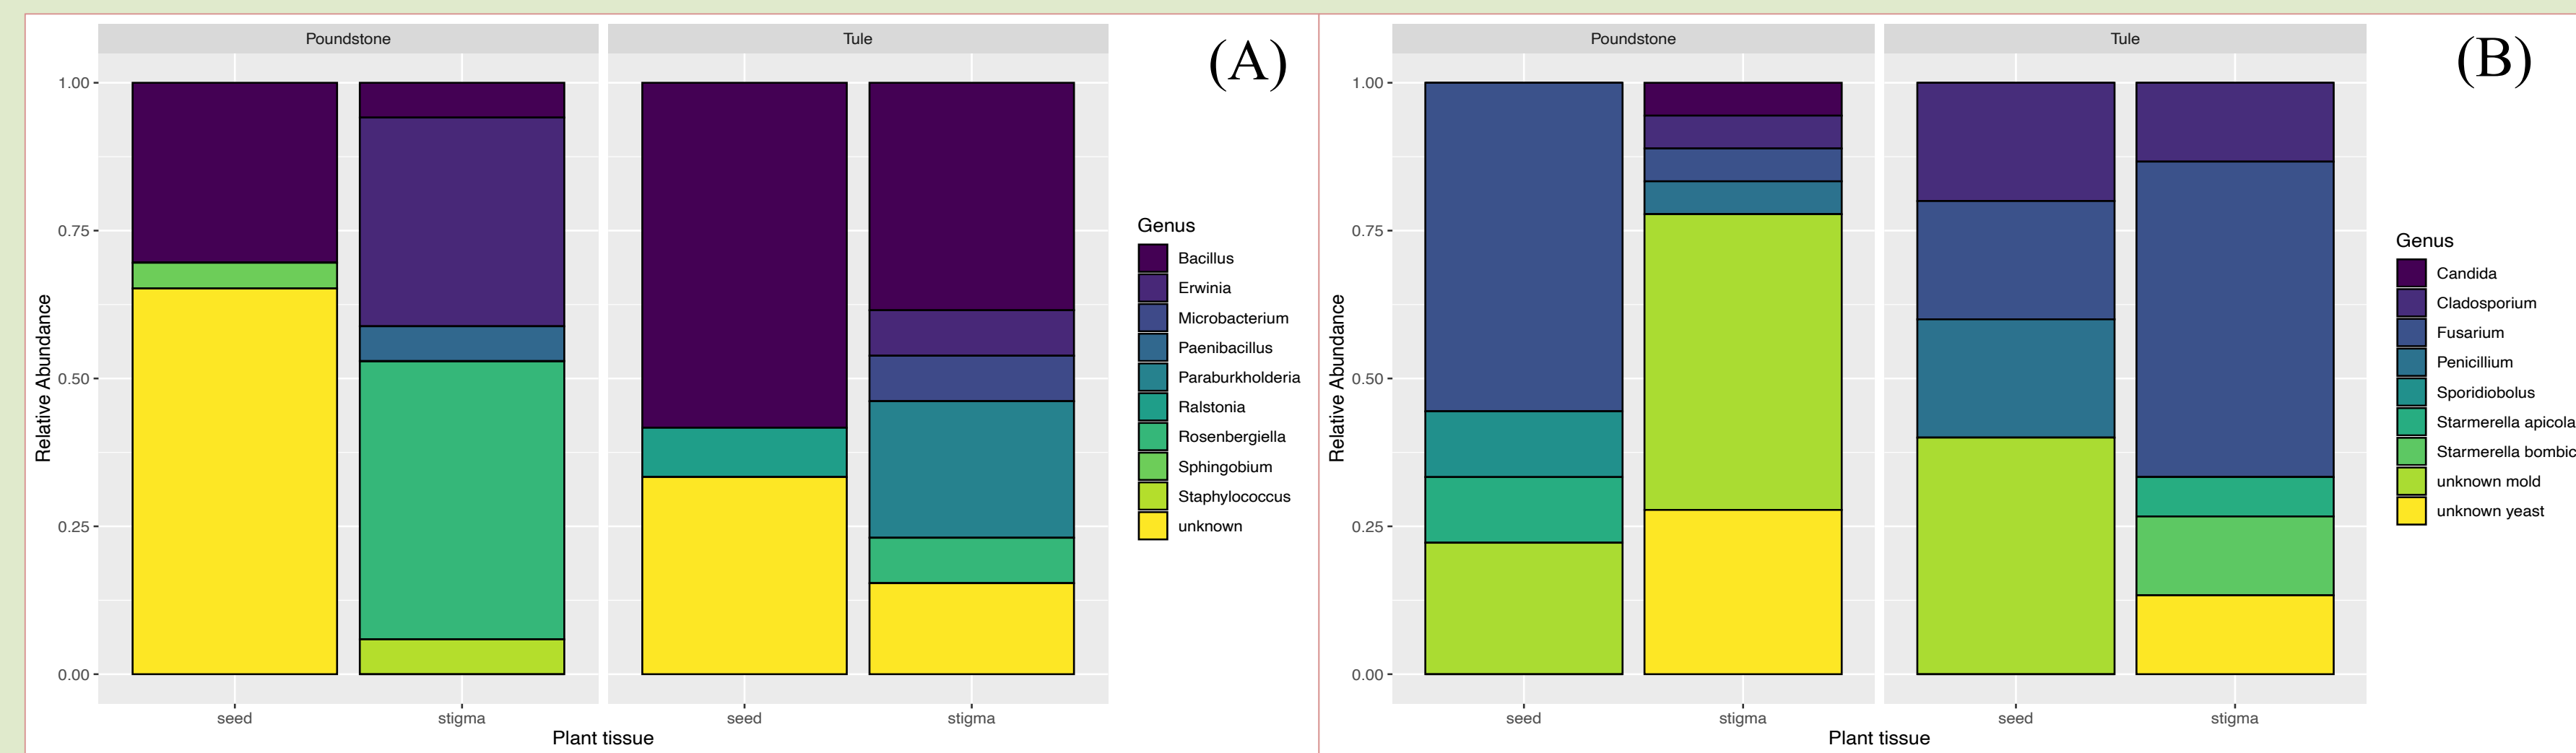 Poundstone
Tule
(A)
1.00
0.75
0.50
0.25
0.00
Relative Abundance
seed
stigma
seed
stigma
Plant tissue
Genus
Bacillus
Erwinia
Microbacterium
Paenibacillus
Paraburkholderia
Ralstonia
Rosenbergiella
Sphingobium
Staphylococcus
unknown
Poundstone
Tule
(B)
1.00
0.75
0.50
0.25
0.00
Relative Abundance
seed
stigma
seed
stigma
Plant tissue
Genus
Candida
Cladosporium
Fusarium
Penicillium
Sporidiobolus
Starmerella apicola
Starmerella bombic
unknown mold
unknown yeast